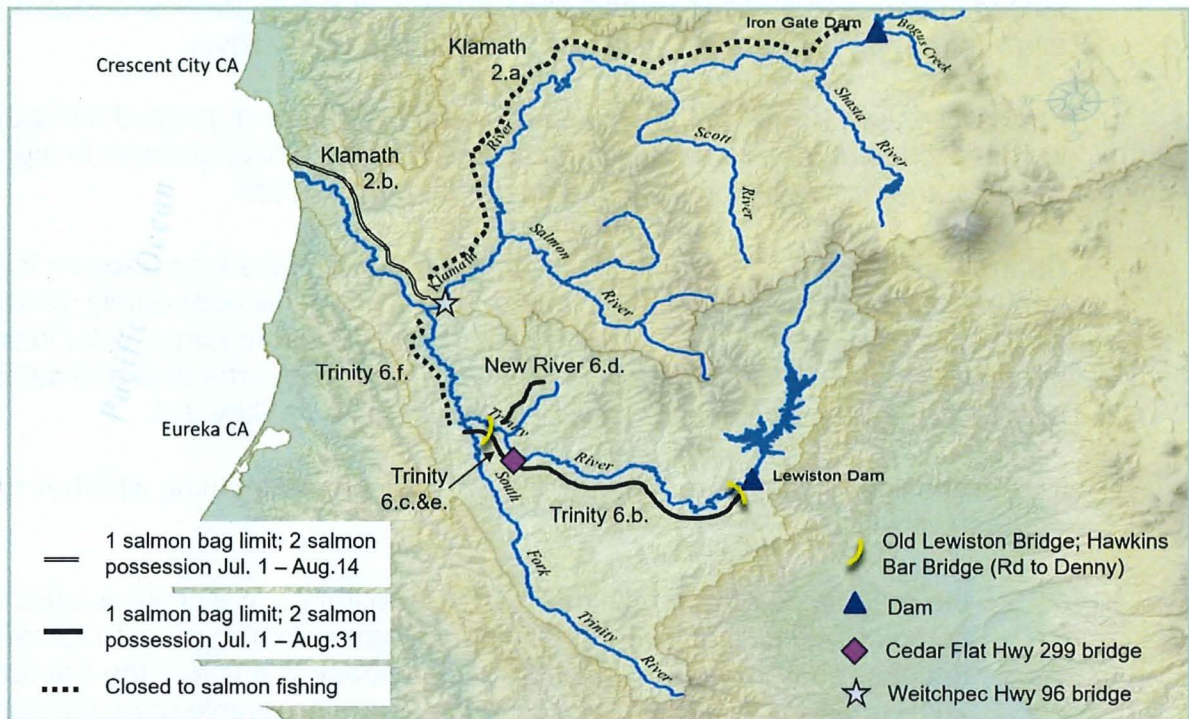 Iron Gate Dam
Bogus Creek
Klamath
2.a.
Crescent City CA
Shasta
River
River
Scott
River
Klamath
2.b.
Pacific Ocean
Klamath
Salmon
River
Trinity 6.f.
New River 6.d.
Trinity
Eureka CA
River
Trinity
6.c.&e.
South
Fork
Trinity
River
Trinity 6.b.
Lewiston Dam
1 salmon bag limit; 2 salmon
possession Jul. 1 – Aug.14
1 salmon bag limit; 2 salmon
possession Jul. 1 – Aug.31
Closed to salmon fishing
Old Lewiston Bridge; Hawkins
Bar Bridge (Rd to Denny)
Dam
Cedar Flat Hwy 299 bridge
Weitchpec Hwy 96 bridge